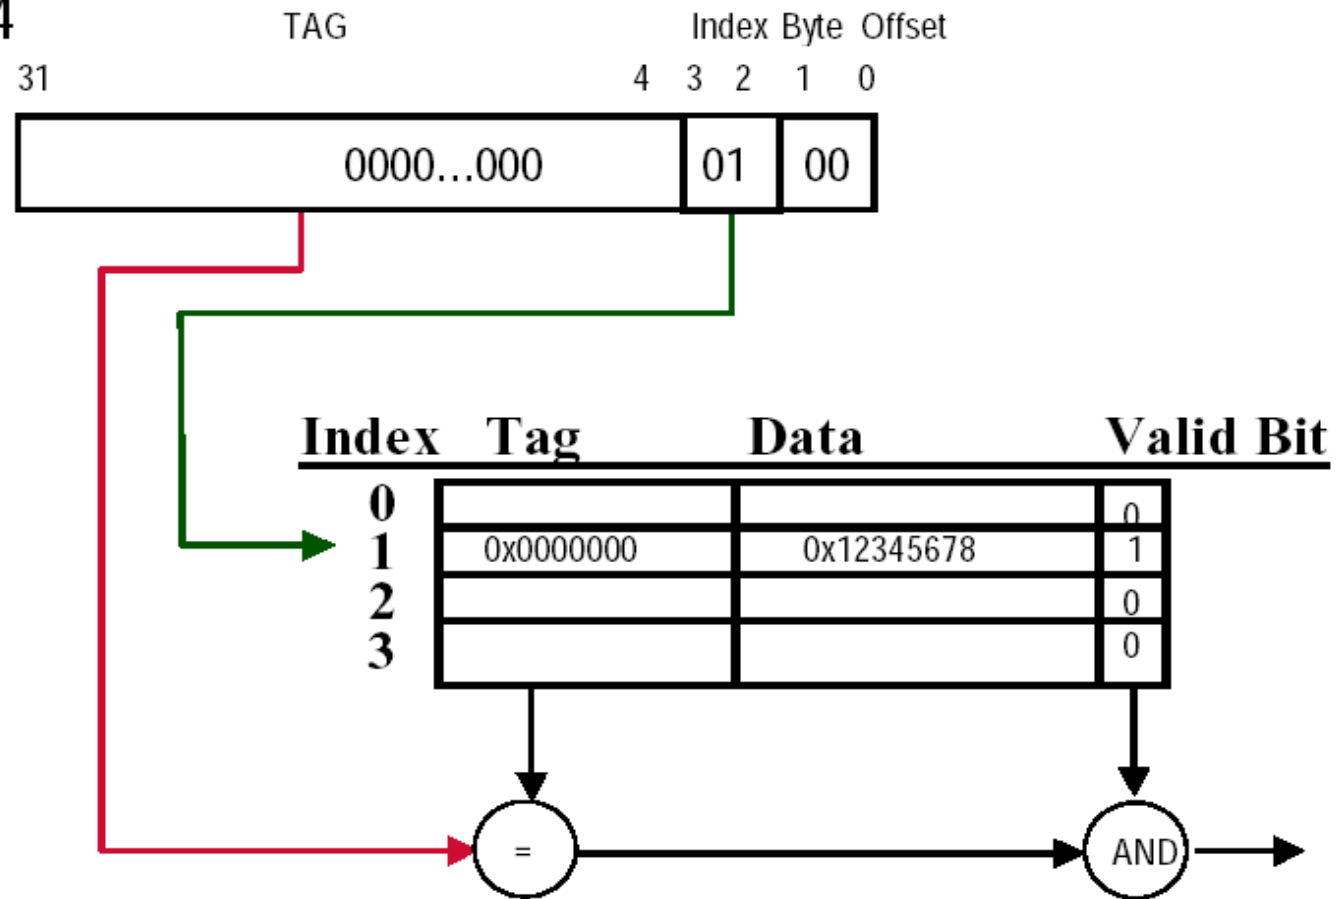 4
TAG Index Byte Offset
31 4 3 2 1 0
0000...000 01 00
Index Tag Data Valid Bit
0 0
1 0x0000000 0x12345678 1
2 0
3 0
= AND